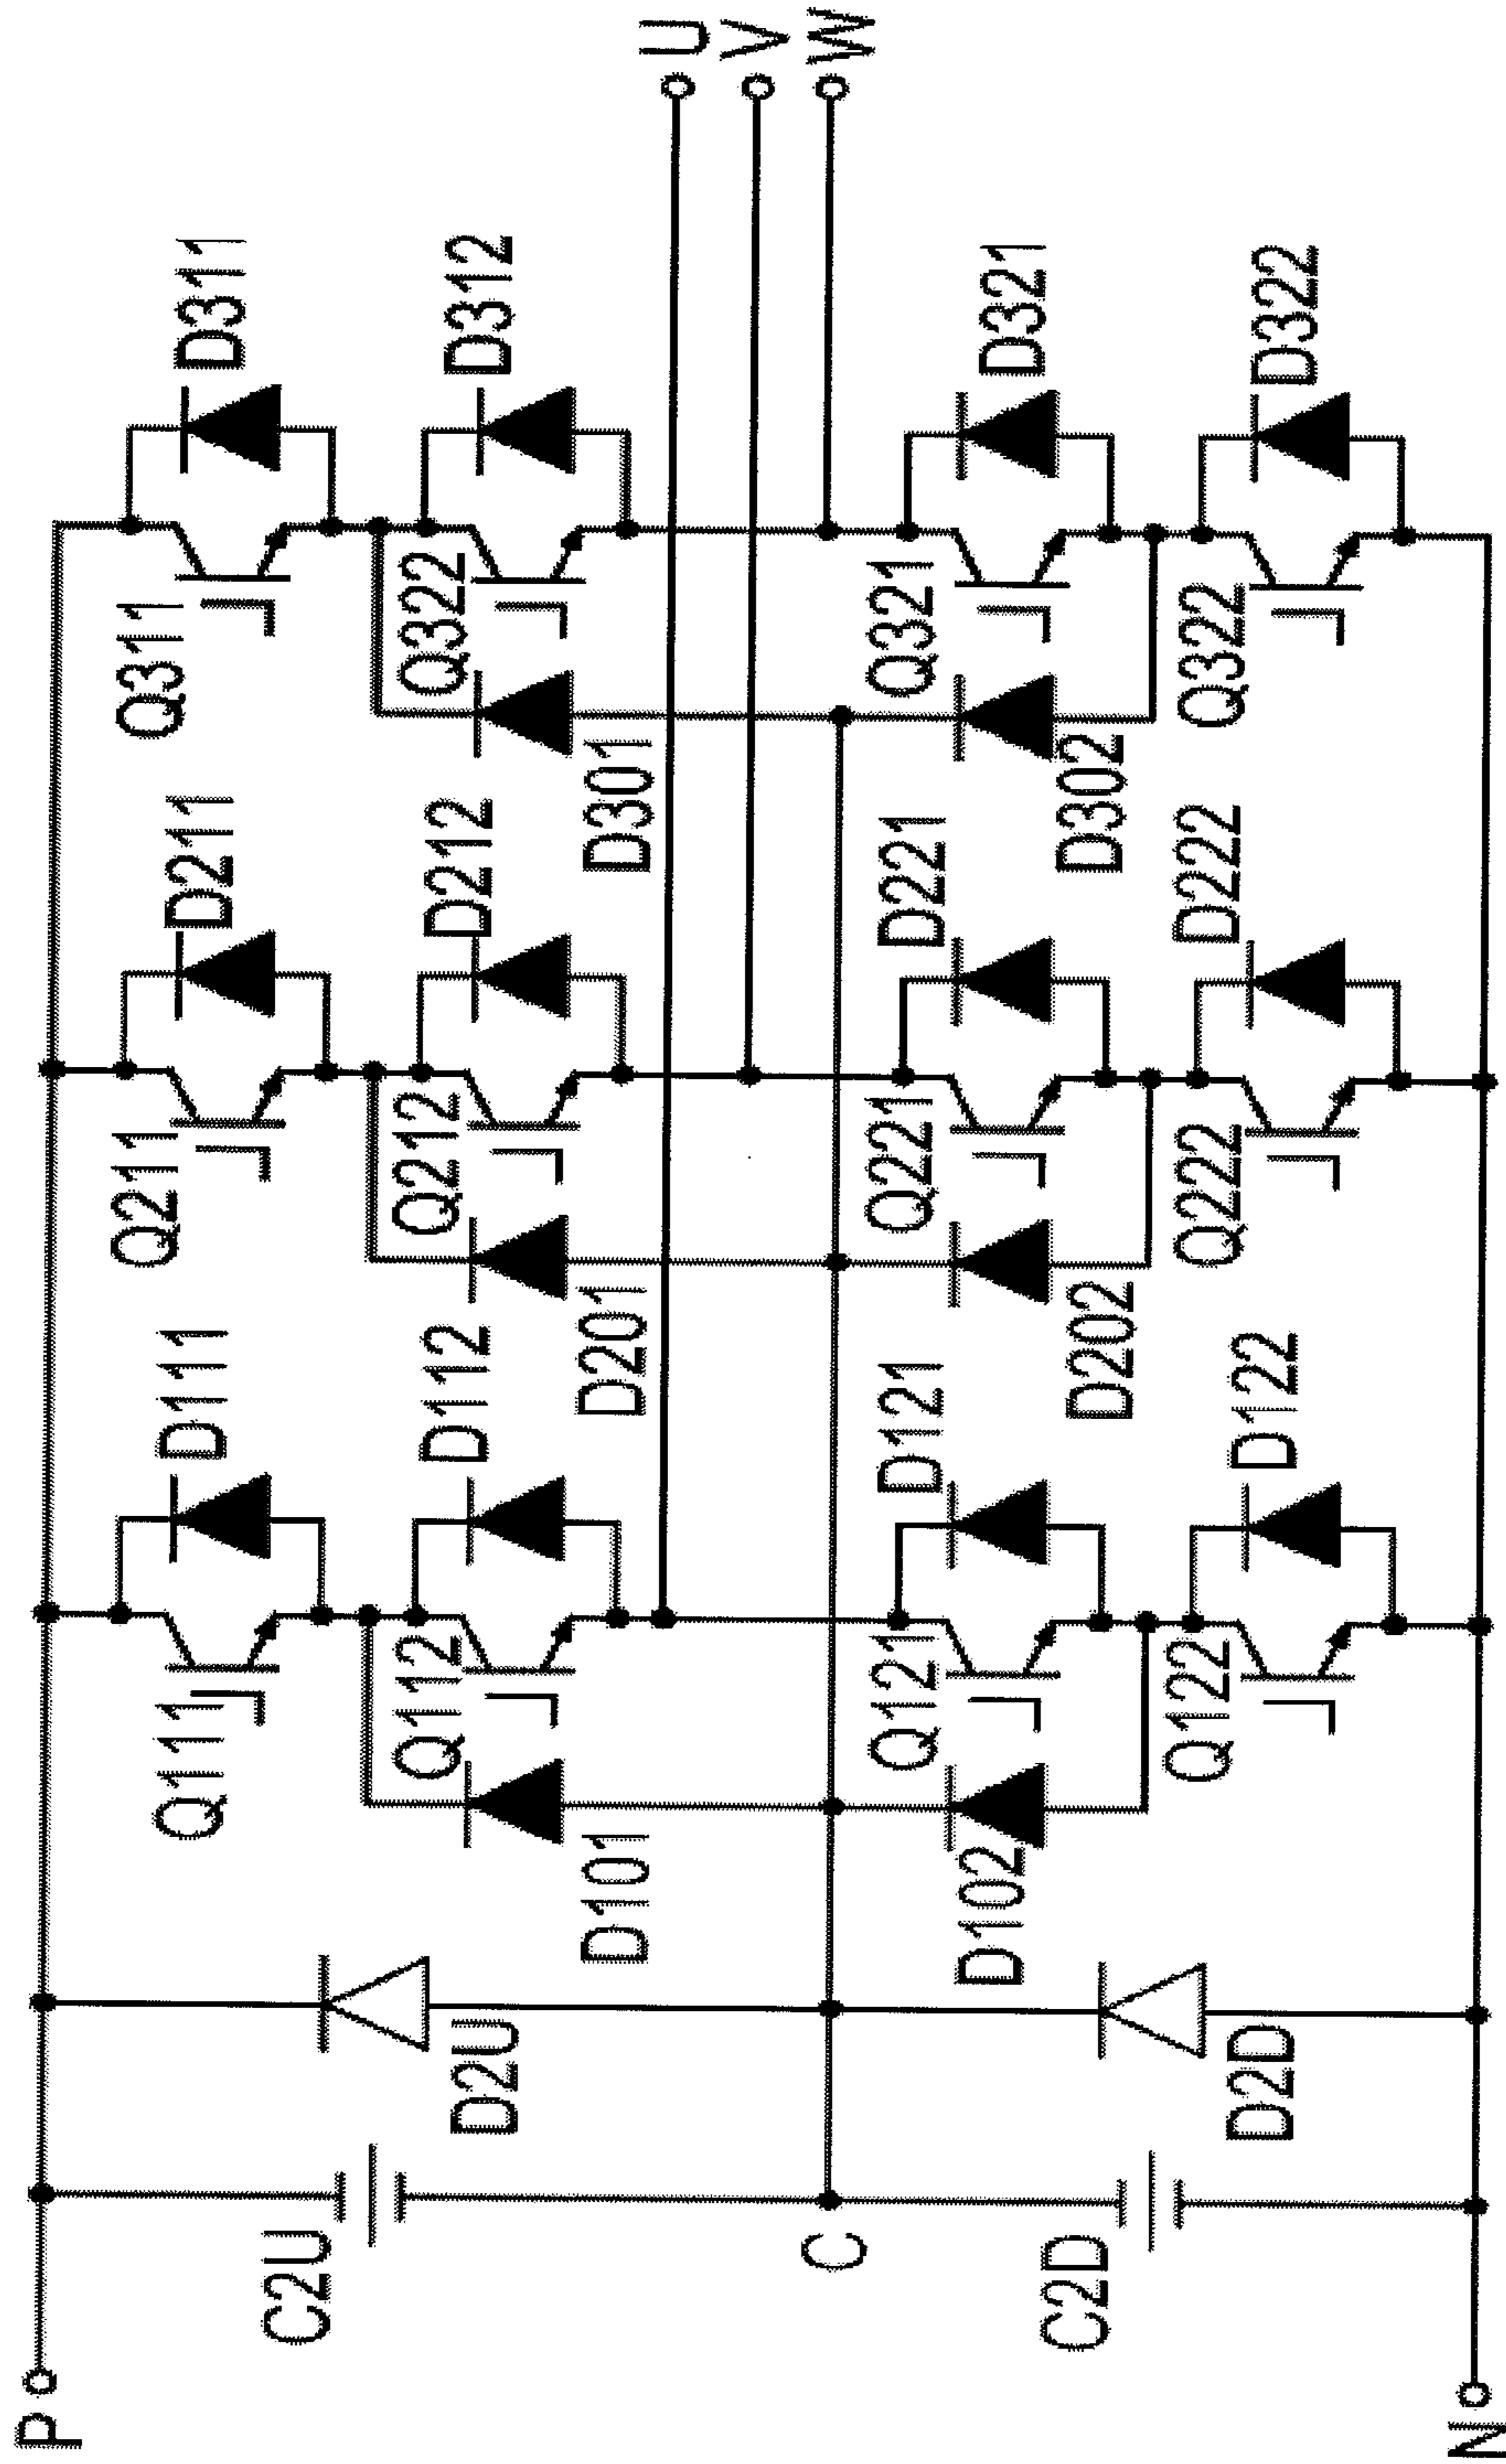 P
Q111 D111 Q211 D211 Q311 D311
C2U
Q112 D112 Q212 D212 Q322 D312
D2U
D101 D201 D301
U
V
W
C
Q121 D121 Q221 D221 Q321 D321
D102 D202 D302
C2D
Q122 D122 Q222 D222 Q322 D322
D2D
N